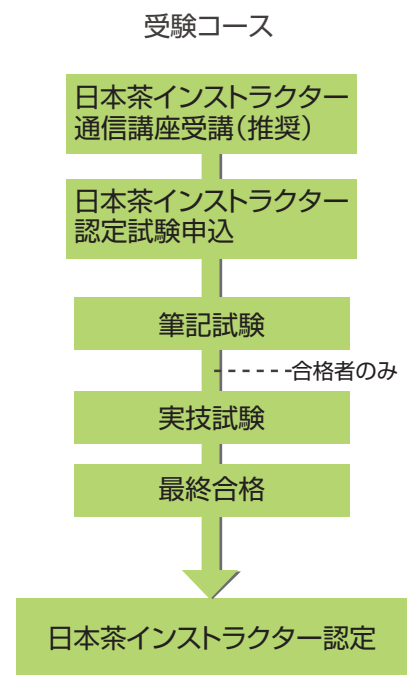 受験コース
日本茶インストラクター
通信講座受講(推奨)
日本茶インストラクター
認定試験申込
筆記試験
合格者のみ
実技試験
最終合格
日本茶インストラクター認定